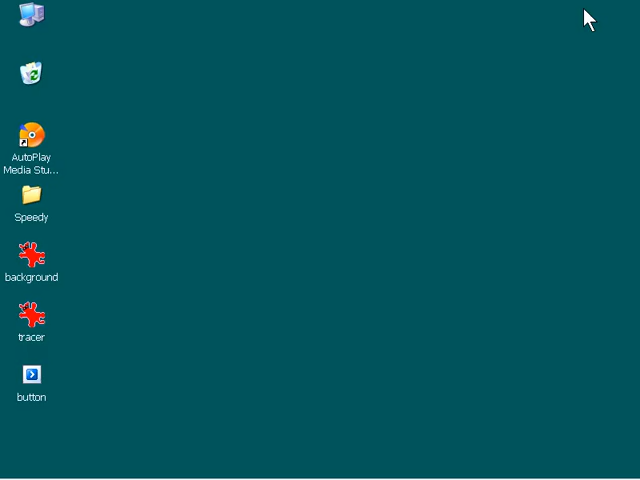 AutoPlay
Media Stu...
Speedy
background
tracer
button